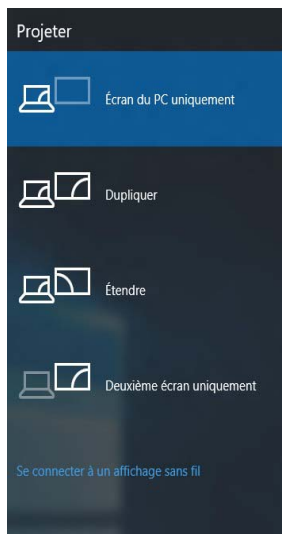 Projeter
Écran du PC uniquement
Dupliquer
Étendre
Deuxième écran uniquement
Se connecter à un affichage sans fil